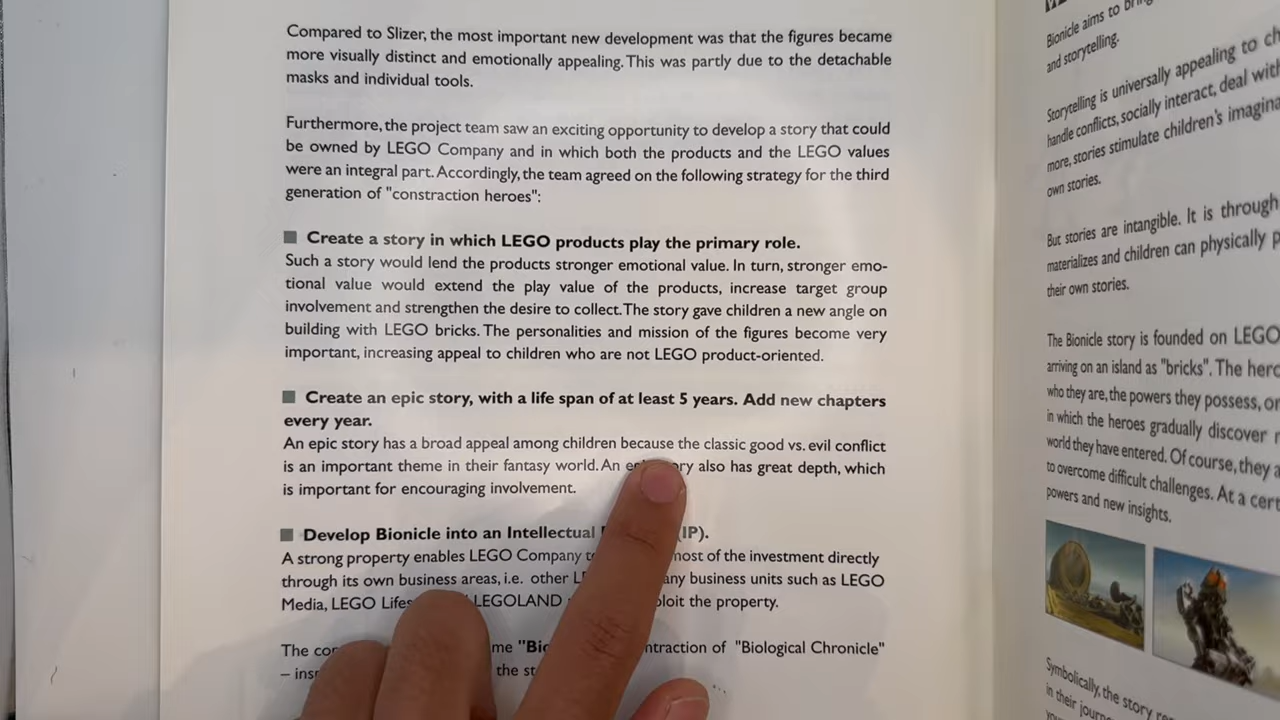 Compared to Slizer, the most important new development was that the figures became
more visually distinct and emotionally appealing. This was partly due to the detachable
masks and individual tools.
Furthermore, the project team saw an exciting opportunity to develop a story that could
be owned by LEGO Company and in which both the products and the LEGO values
were an integral part. Accordingly, the team agreed on the following strategy for the third
generation of "constraction heroes":
■ Create a story in which LEGO products play the primary role.
Such a story would lend the products stronger emotional value. In turn, stronger emo-
tional value would extend the play value of the products, increase target group
involvement and strengthen the desire to collect. The story gave children a new angle on
building with LEGO bricks. The personalities and mission of the figures become very
important, increasing appeal to children who are not LEGO product-oriented.
■ Create an epic story, with a life span of at least 5 years. Add new chapters
every year.
An epic story has a broad appeal among children because the classic good vs. evil conflict
is an important theme in their fantasy world. An also has great depth, which
is important for encouraging involvement.
■ Develop Bionicle into an Intellectual (IP).
A strong property enables LEGO Company most of the investment directly
through its own business areas, i.e. other business units such as LEGO
Media, LEGO LEGOLAND the property.
The of "Biological Chronicle"
– the
Bionicle aims to
and storytelling.
Storytelling is universally appealing to
handle conflicts, socially interact, deal with
more, stories stimulate children's
own stories.
But stories are intangible. It is through
materializes and children can physically
their own stories.
The Bionicle story is founded on LEGO
arriving on an island as "bricks". The
who they are, the powers they possess, or
in which the heroes gradually discover
world they have entered. Of course, they
to overcome difficult challenges. At a
powers and new insights.
Symbolically, the story
in their